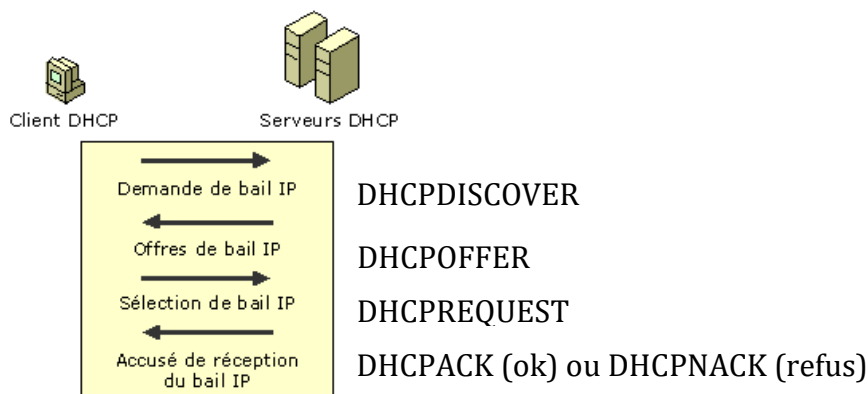 Client DHCP
Serveurs DHCP
Demande de bail IP
DHCPDISCOVER
Offres de bail IP
DHCPOFFER
Sélection de bail IP
DHCPREQUEST
Accusé de réception
du bail IP
DHCPACK (ok) ou DHCPNACK (refus)